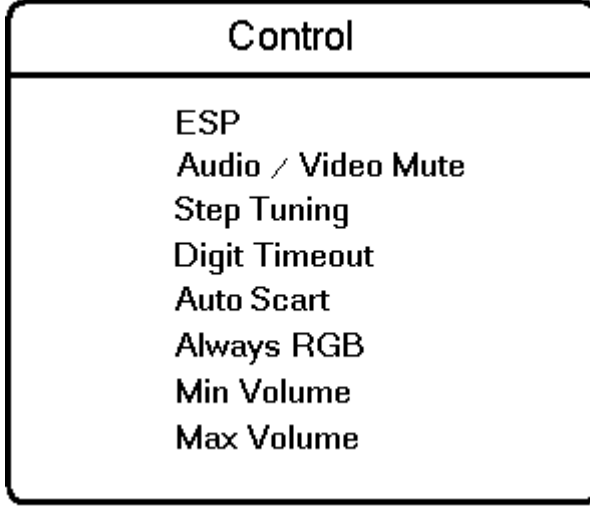 Control
ESP
Audio / Video Mute
Step Tuning
Digit Timeout
Auto Scart
Always RGB
Min Volume
Max Volume